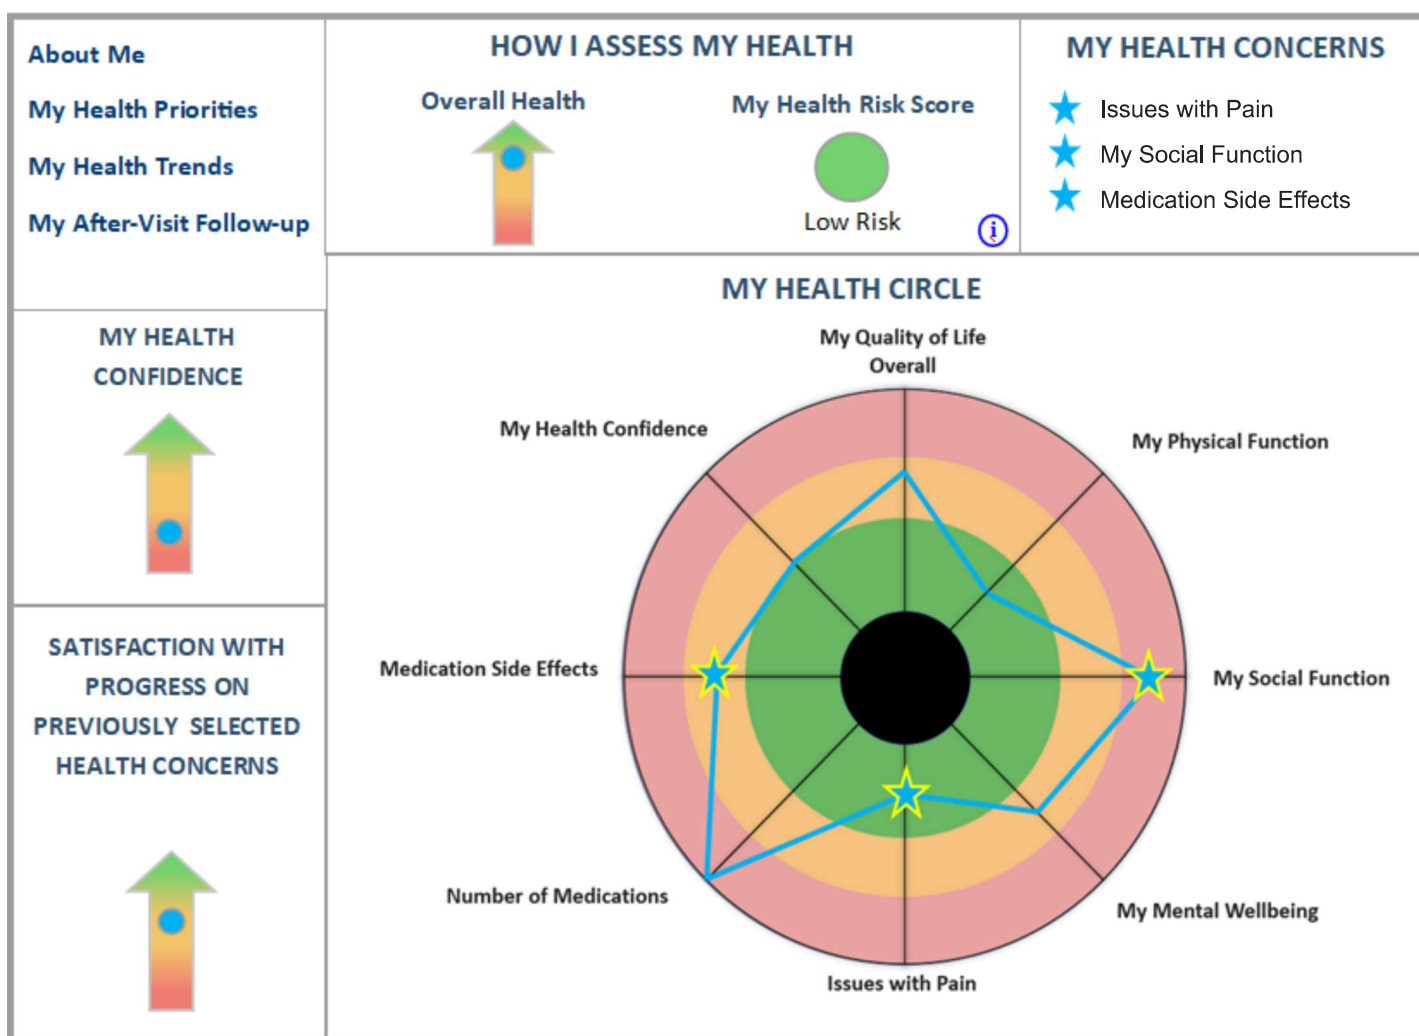 About Me
My Health Priorities
My Health Trends
My After-Visit Follow-up
HOW I ASSESS MY HEALTH
Overall Health
My Health Risk Score
Low Risk
i
MY HEALTH CONCERNS
Issues with Pain
My Social Function
Medication Side Effects
MY HEALTH
CONFIDENCE
SATISFACTION WITH
PROGRESS ON
PREVIOUSLY SELECTED
HEALTH CONCERNS
MY HEALTH CIRCLE
My Quality of Life
Overall
My Health Confidence
My Physical Function
Medication Side Effects
My Social Function
Number of Medications
My Mental Wellbeing
Issues with Pain